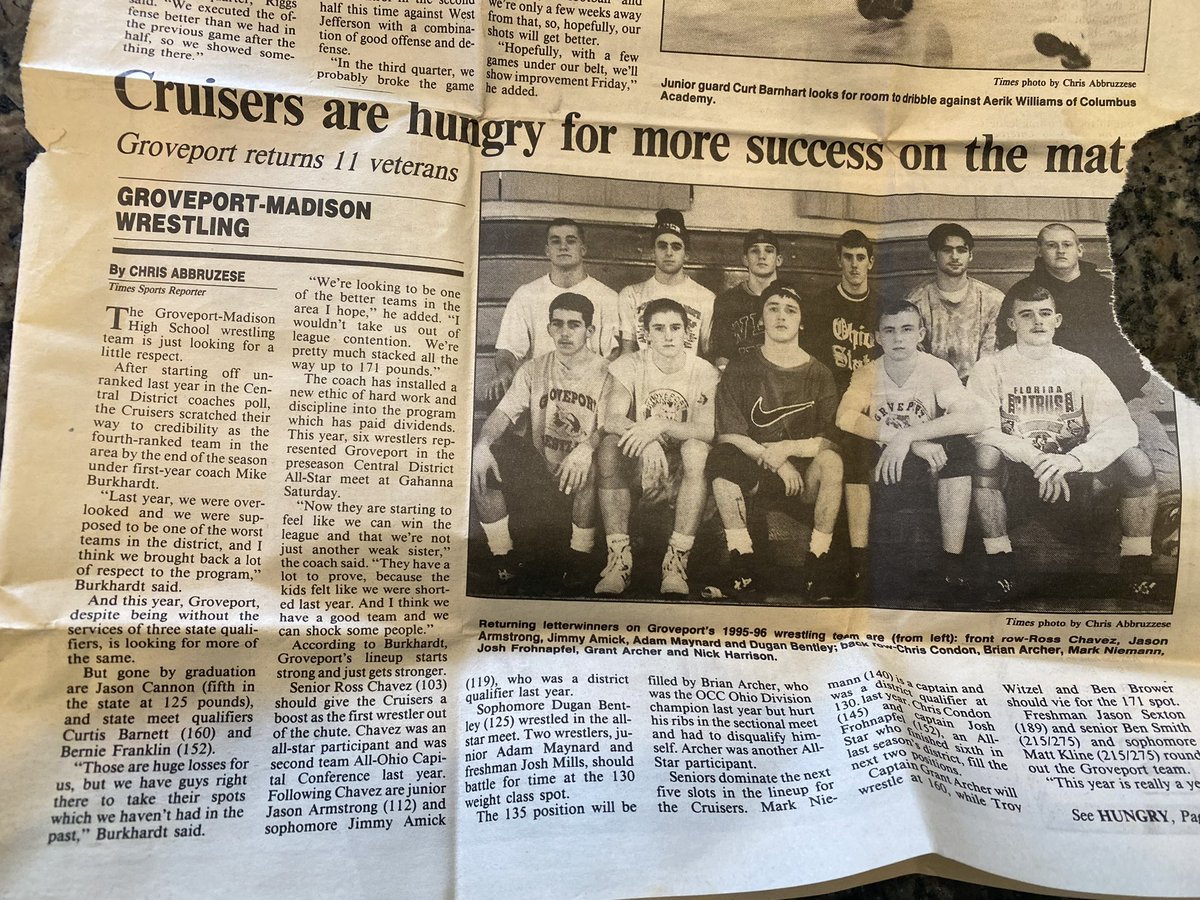 quarter, Riggs
said. "We executed the of-
fense better than we had in
the previous game after the
half, so we showed some-
thing there."
in the second
half this time against West
Jefferson with a combina-
tion of good offense and de-
fense.
"In the third quarter, we
probably broke the game
and
we're only a few weeks away
from that, so, hopefully, our
shots will get better.
"Hopefully, with a few
games under our belt, we'll
show improvement Friday,"
he added.
Times photo by Chris Abbruzzese
Junior guard Curt Barnhart looks for room to dribble against Aerik Williams of Columbus
Academy.
Cruisers are hungry for more success on the mat
Groveport returns 11 veterans
GROVEPORT-MADISON
WRESTLING
By CHRIS ABBRUZESE
Times Sports Reporter
The Groveport-Madison
High School wrestling
team is just looking for a
little respect.
After starting off un-
ranked last year in the Cen-
tral District coaches poll,
the Cruisers scratched their
way to credibility as the
fourth-ranked team in the
area by the end of the season
under first-year coach Mike
Burkhardt.
"Last year, we were over-
looked and we were sup-
posed to be one of the worst
teams in the district, and I
think we brought back a lot
of respect to the program,"
Burkhardt said.
And this year, Groveport,
despite being without the
services of three state quali-
fiers, is looking for more of
the same.
But gone by graduation
are Jason Cannon (fifth in
the state at 125 pounds),
and state meet qualifiers
Curtis Barnett (160) and
Bernie Franklin (152).
"Those are huge losses for
us, but we have guys right
there to take their spots
which we haven't had in the
past," Burkhardt said.
"We're looking to be one
of the better teams in the
area I hope," he added. "I
wouldn't take us out of
league contention. We're
pretty much stacked all the
way up to 171 pounds."
The coach has installed a
new ethic of hard work and
discipline into the program
which has paid dividends.
This year, six wrestlers rep-
resented Groveport in the
preseason Central District
All-Star meet at Gahanna
Saturday.
"Now they are starting to
feel like we can win the
league and that we're not
just another weak sister,"
the coach said. "They have a
lot to prove, because the
kids felt like we were short-
ed last year. And I think we
have a good team and we
can shock some people."
According to Burkhardt,
Groveport's lineup starts
strong and just gets stronger.
Senior Ross Chavez (103)
should give the Cruisers a
boost as the first wrestler out
of the chute. Chavez was an
all-star participant and was
second team All-Ohio Capi-
tal Conference last year.
Following Chavez are junior
Jason Armstrong (112) and
sophomore Jimmy Amick
Ohio
State
GROVEPORT
FLORIDA
CITRUS
Times photo by Chris Abbruzzese
Returning letterwinners on Groveport's 1995-96 wrestling team are (from left): front row-Ross Chavez, Jason
Armstrong, Jimmy Amick, Adam Maynard and Dugan Bentley; back row-Chris Condon, Brian Archer, Mark Niemann,
Josh Frohnapfel, Grant Archer and Nick Harrison.
(119), who was a district
qualifier last year.
Sophomore Dugan Bent-
ley (125) wrestled in the all-
star meet. Two wrestlers, ju-
nior Adam Maynard and
freshman Josh Mills, should
battle for time at the 130
weight class spot.
The 135 position will be
filled by Brian Archer, who
was the OCC Ohio Division
champion last year but hurt
his ribs in the sectional meet
and had to disqualify him-
self. Archer was another All-
Star participant.
Seniors dominate the next
five slots in the lineup for
the Cruisers. Mark Nie-
mann (140) is a captain and
was a district qualifier at
130. last year. Chris Condon
(145) and captain Josh
Frohnapfel (152), an All-
Star who finished sixth in
last season's district, fill the
next two positions.
Captain Grant Archer will
wrestle at 160, while Troy
Witzel and Ben Brower
should vie for the 171 spot.
Freshman Jason Sexton
(189) and senior Ben Smith
(215/275) and sophomore
Matt Kline (215/275) round
out the Groveport team.
"This year is really a ye
See HUNGRY, Pag